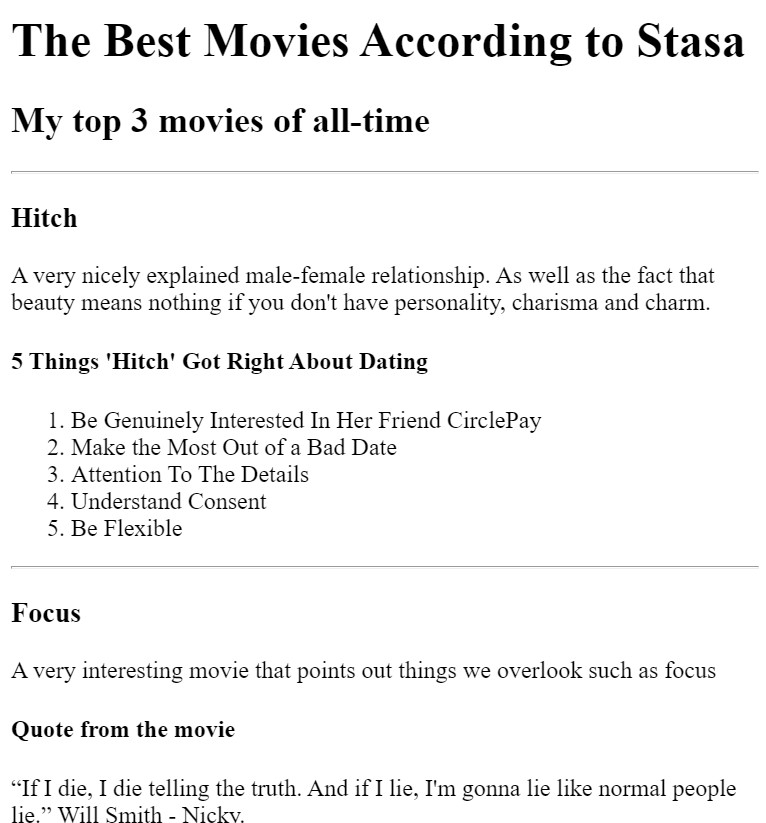 The Best Movies According to Stasa
My top 3 movies of all-time
Hitch
A very nicely explained male-female relationship. As well as the fact that
beauty means nothing if you don't have personality, charisma and charm.
5 Things 'Hitch' Got Right About Dating
1. Be Genuinely Interested In Her Friend CirclePay
2. Make the Most Out of a Bad Date
3. Attention To The Details
4. Understand Consent
5. Be Flexible
Focus
A very interesting movie that points out things we overlook such as focus
Quote from the movie
“If I die, I die telling the truth. And if I lie, I'm gonna lie like normal people
lie.” Will Smith - Nicky.